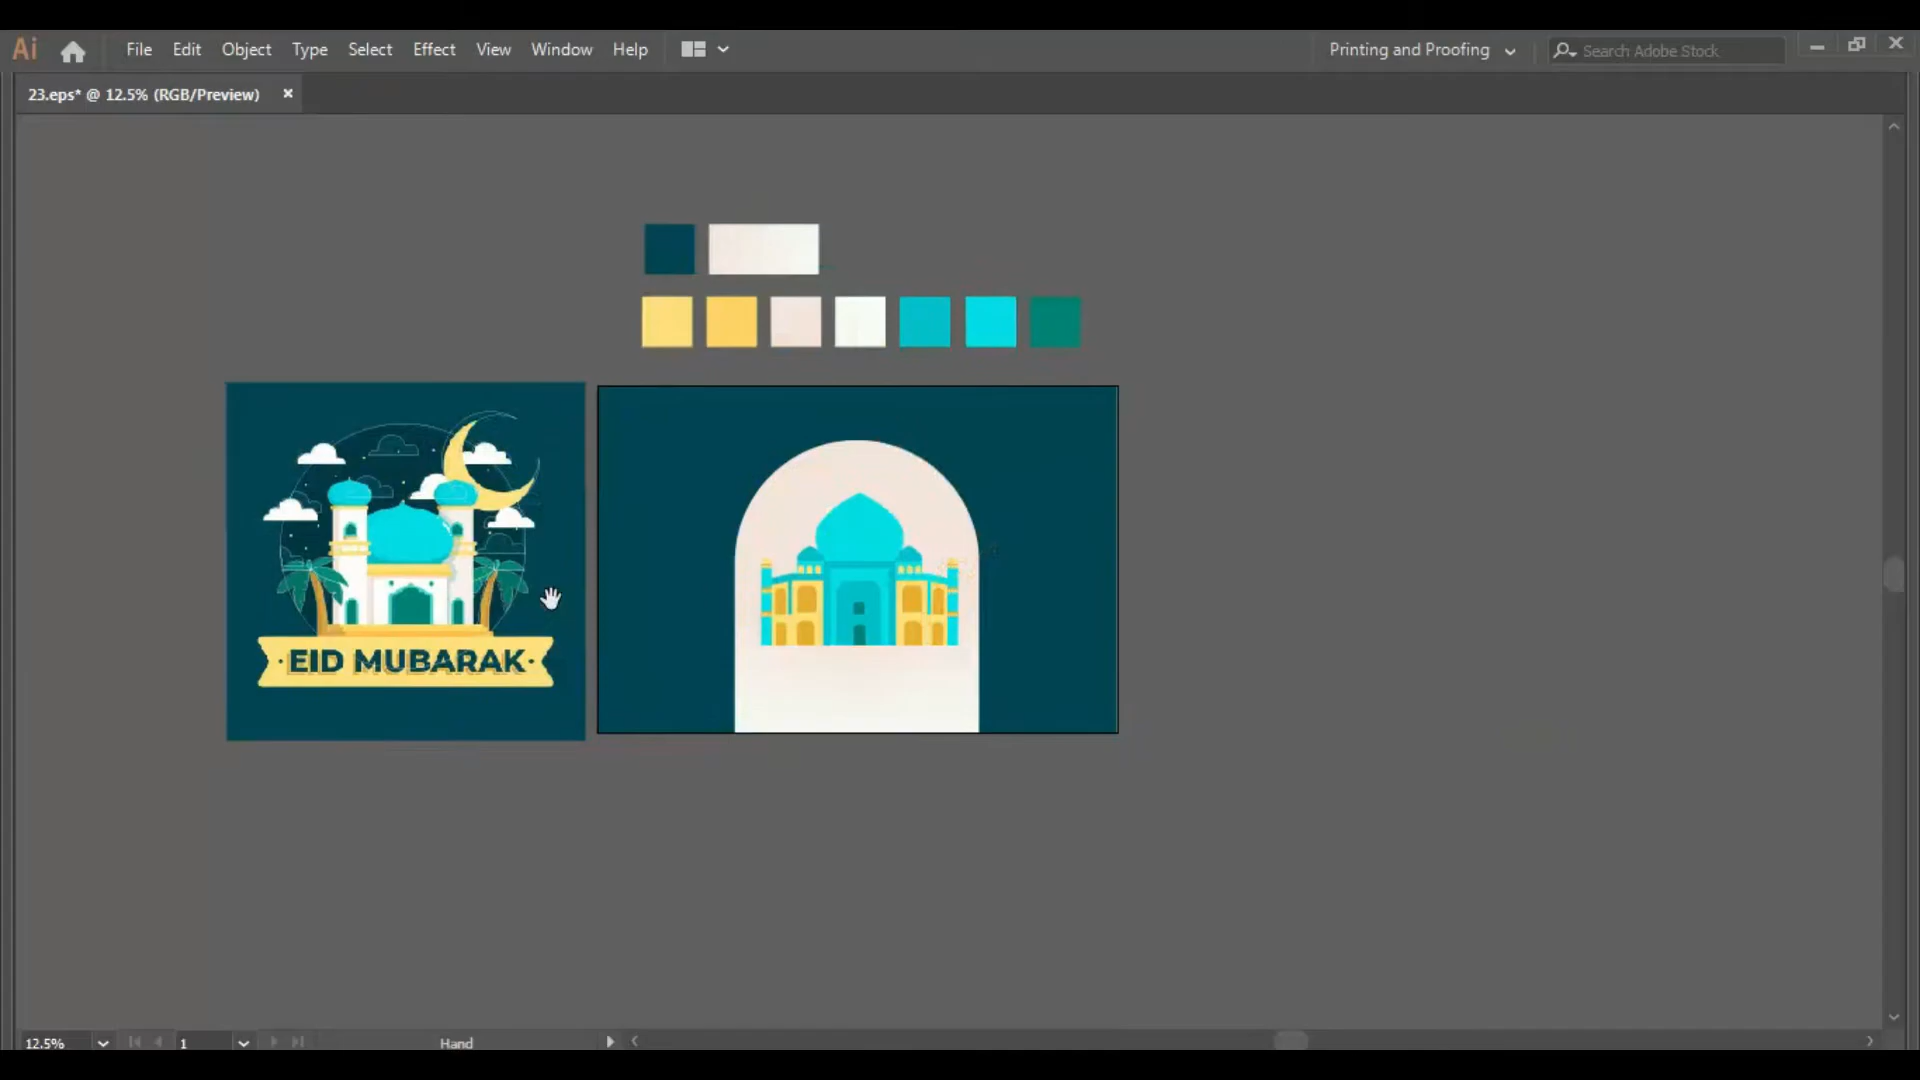 Ai File Edit Object Type Select Effect View Window Help Printing and Proofing Search Adobe Stock
23.eps* @ 12.5% (RGB/Preview) ×
·EID MUBARAK·
12.5% 1 Hand